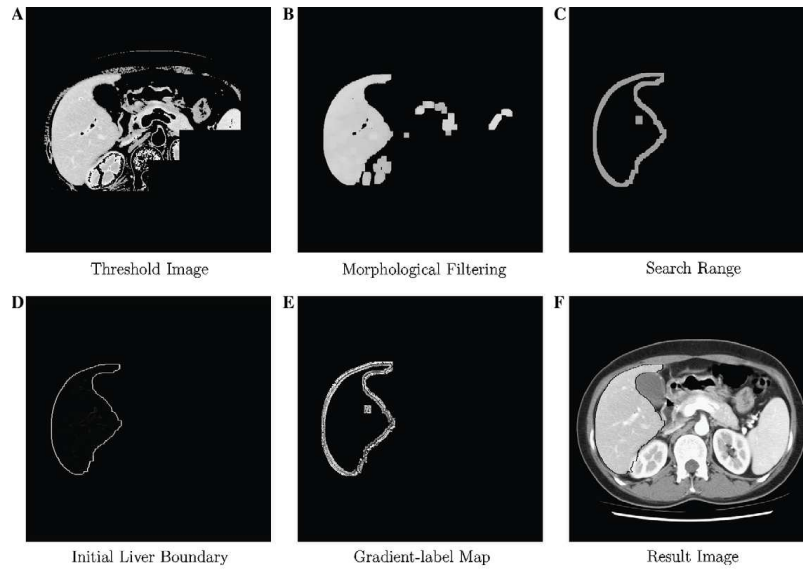 A
B
C
Threshold Image
Morphological Filtering
Search Range
D
E
F
Initial Liver Boundary
Gradient-label Map
Result Image